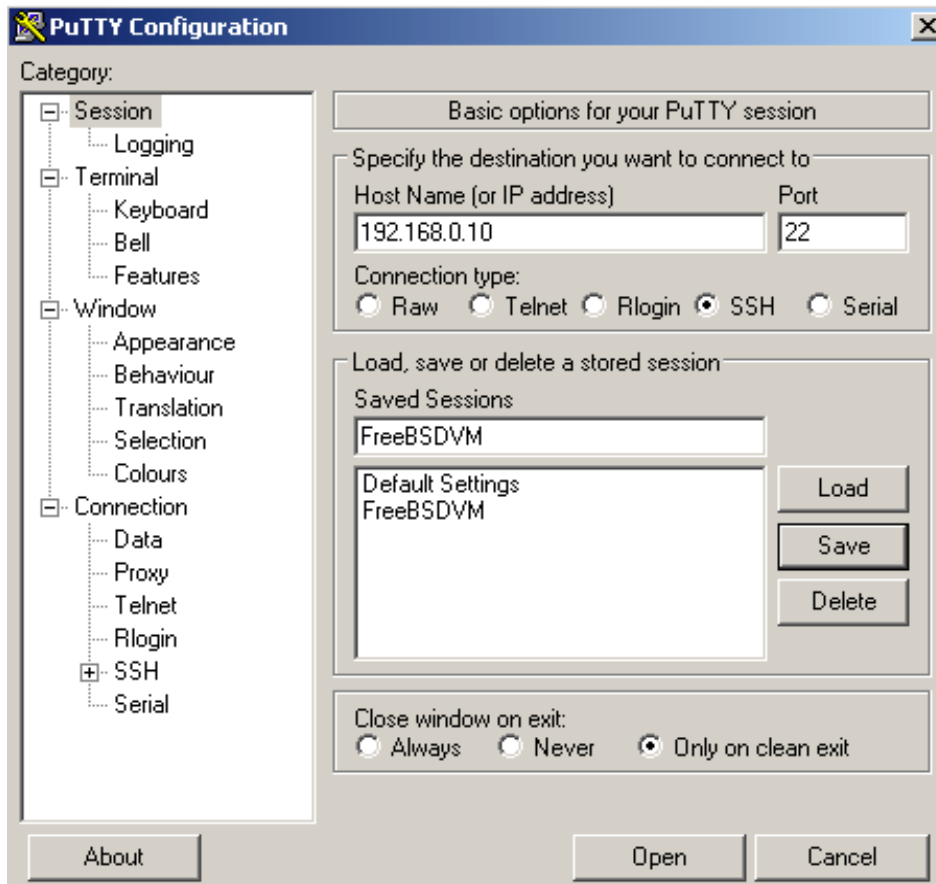 PuTTY Configuration
Category:
Session
Logging
Terminal
Keyboard
Bell
Features
Window
Appearance
Behaviour
Translation
Selection
Colours
Connection
Data
Proxy
Telnet
Rlogin
SSH
Serial
Basic options for your PuTTY session
Specify the destination you want to connect to
Host Name (or IP address) Port
192.168.0.10 22
Connection type:
Raw Telnet Rlogin SSH Serial
Load, save or delete a stored session
Saved Sessions
FreeBSDVM
Default Settings
FreeBSDVM
Load
Save
Delete
Close window on exit:
Always Never Only on clean exit
About Open Cancel